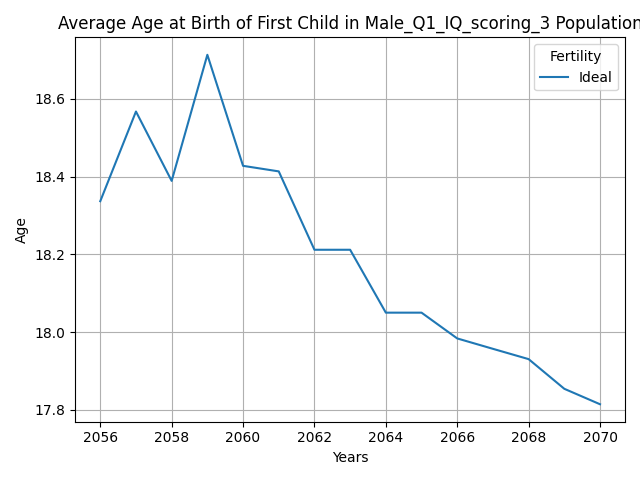 Average Age at Birth of First Child in Male_Q1_IQ_scoring_3 Population
Fertility
Ideal
18.6
18.4
18.2
18.0
17.8
Age
2056
2058
2060
2062
2064
2066
2068
2070
Years